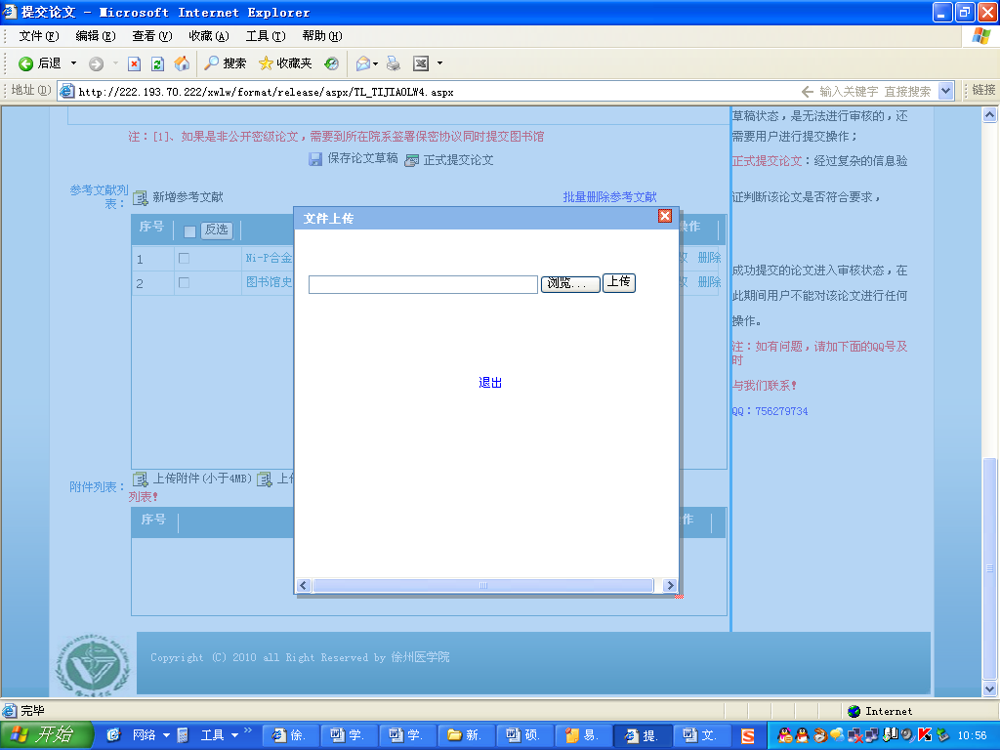 提交论文 - Microsoft Internet Explorer
文件(F) 编辑(E) 查看(V) 收藏(A) 工具(T) 帮助(H)
后退 搜索 收藏夹
地址(D) http://222.193.70.222/xwlw/format/release/aspx/TL_TIJIAOLW4.aspx 输入关键字 直接搜索 链接
草稿状态，是无法进行审核的，还
注：[1]、如果是非公开密级论文，需要到所在院系签署保密协议同时提交图书馆
需要用户进行提交操作；
保存论文草稿 正式提交论文
正式提交论文：经过复杂的信息验
参考文献列表：
新增参考文献 批量删除参考文献
证判断该论文是否符合要求，
文件上传
序号 反选 操作
1 Ni-P合金 改 删除
2 图书馆史 改 删除
浏览... 上传
退出
成功提交的论文进入审核状态，在
此期间用户不能对该论文进行任何
操作。
注：如有问题，请加下面的QQ号及
时
与我们联系！
QQ：756279734
附件列表：
上传附件(小于4MB) 上传
列表！
序号 操作
Copyright (C) 2010 all Right Reserved by 徐州医学院
完毕 Internet
开始 网络 工具 » 徐. 学. 学. 新. 硕. 易. 提. 文. 10:56